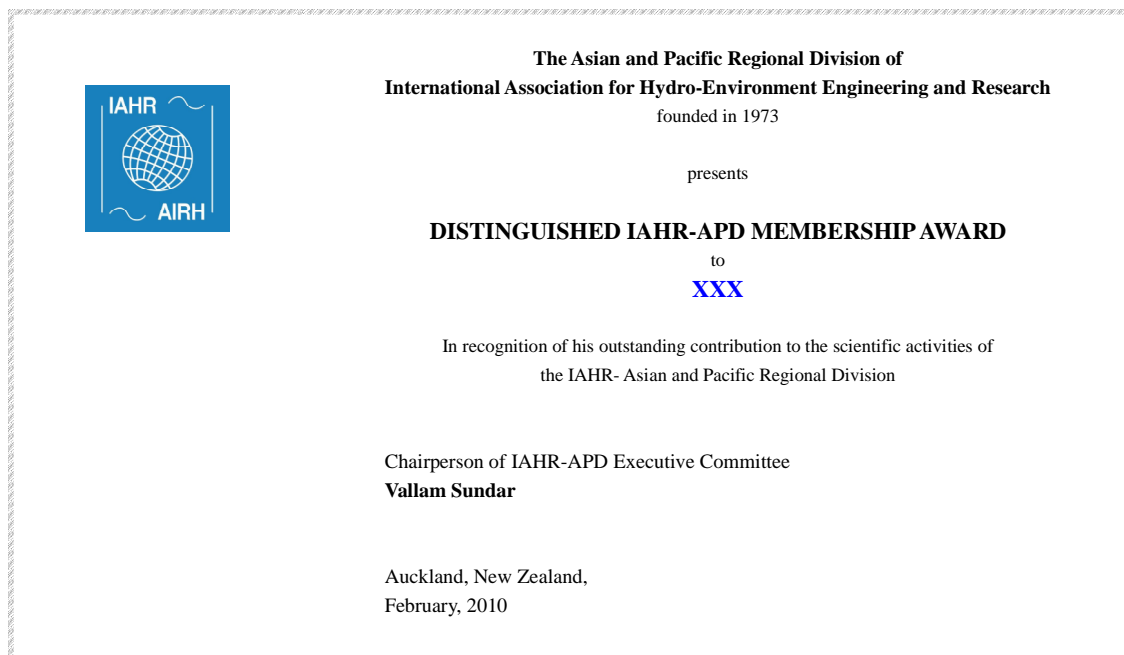 IAHR
AIRH
The Asian and Pacific Regional Division of
International Association for Hydro-Environment Engineering and Research
founded in 1973
presents
DISTINGUISHED IAHR-APD MEMBERSHIP AWARD
to
XXX
In recognition of his outstanding contribution to the scientific activities of
the IAHR- Asian and Pacific Regional Division
Chairperson of IAHR-APD Executive Committee
Vallam Sundar
Auckland, New Zealand,
February, 2010